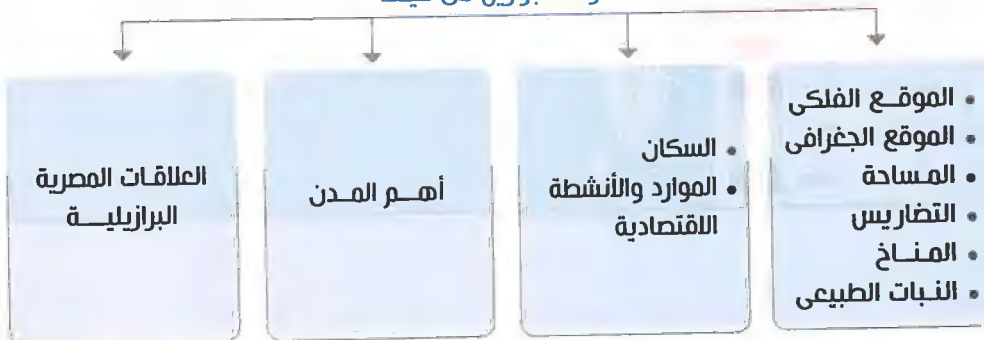 • الموقع الفلكى
• الموقع الجغرافى
• المساحة
• التضاريس
• المناخ
• النبات الطبيعى
• السكان
• الموارد والأنشطة
الاقتصادية
أهم المدن
العلاقات المصرية
البرازيلية